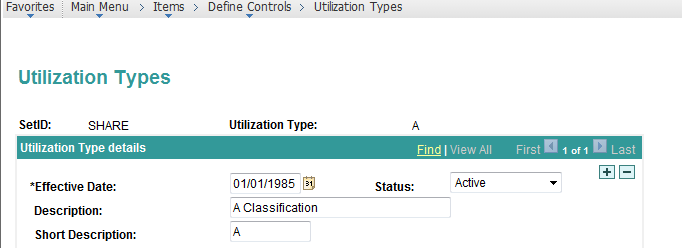 Favorites Main Menu > Items > Define Controls > Utilization Types
Utilization Types
SetID: SHARE Utilization Type: A
Utilization Type details Find | View All First 1 of 1 Last
*Effective Date: 01/01/1985 31 Status: Active
Description: A Classification
Short Description: A